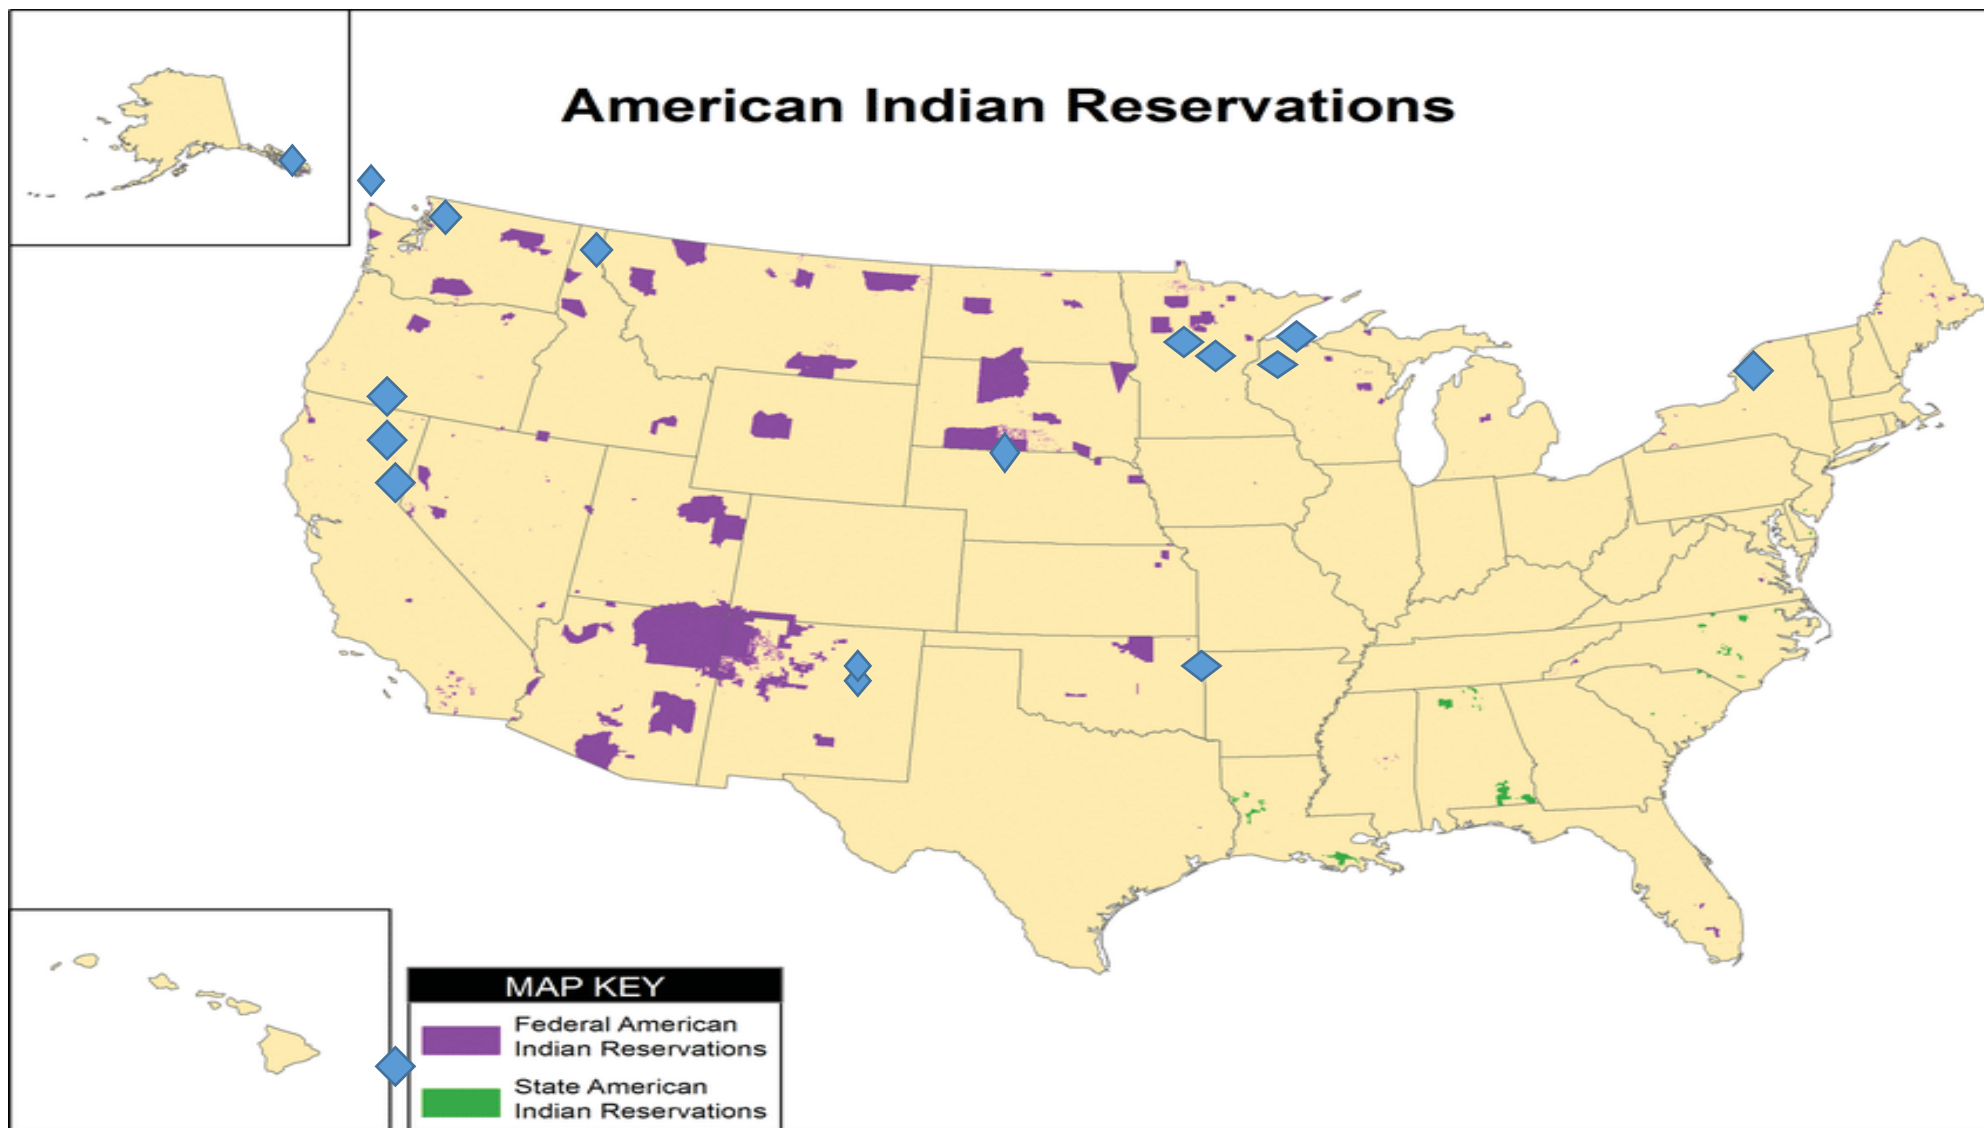 American Indian Reservations
MAP KEY
Federal American
Indian Reservations
State American
Indian Reservations